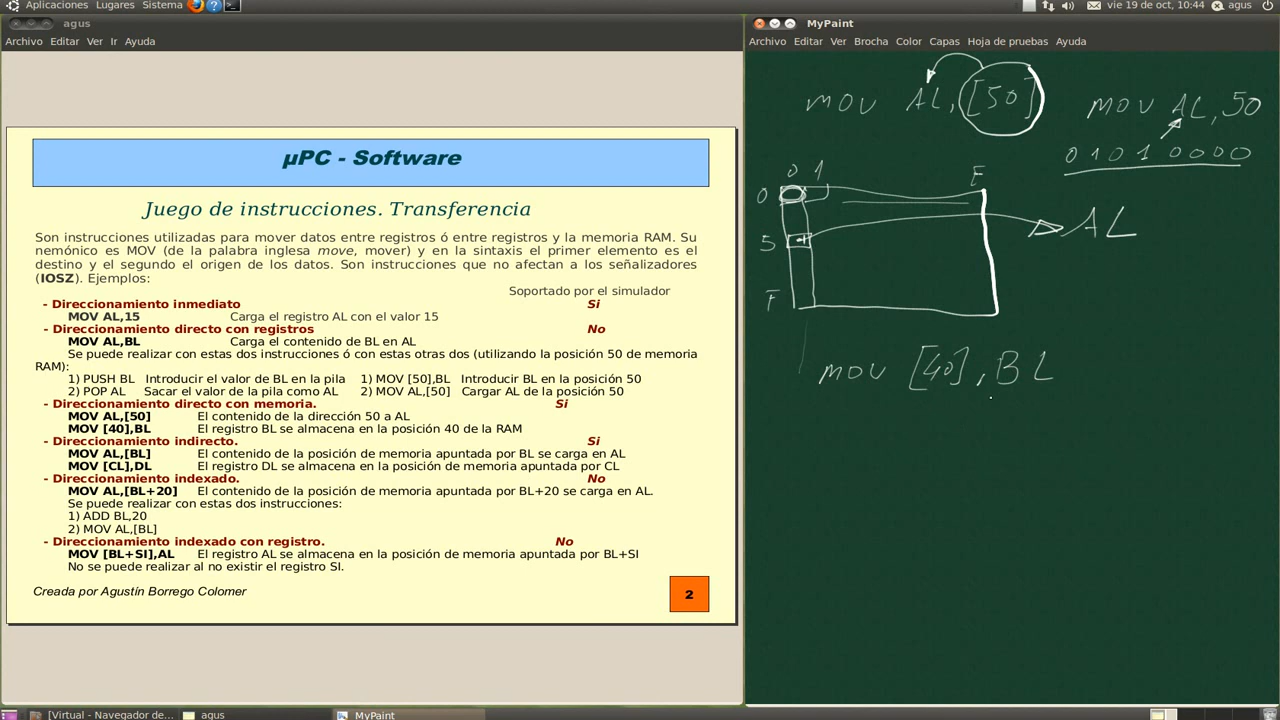 Aplicaciones Lugares Sistema
vie 19 de oct, 10:44 agus
agus
Archivo Editar Ver Ir Ayuda
µPC - Software
Juego de instrucciones. Transferencia
Son instrucciones utilizadas para mover datos entre registros ó entre registros y la memoria RAM. Su
nemónico es MOV (de la palabra inglesa move, mover) y en la sintaxis el primer elemento es el
destino y el segundo el origen de los datos. Son instrucciones que no afectan a los señalizadores
(IOSZ). Ejemplos:
Soportado por el simulador
- Direccionamiento inmediato Si
MOV AL,15 Carga el registro AL con el valor 15
- Direccionamiento directo con registros No
MOV AL,BL Carga el contenido de BL en AL
Se puede realizar con estas dos instrucciones ó con estas otras dos (utilizando la posición 50 de memoria
RAM):
1) PUSH BL Introducir el valor de BL en la pila 1) MOV [50],BL Introducir BL en la posición 50
2) POP AL Sacar el valor de la pila como AL 2) MOV AL,[50] Cargar AL de la posición 50
- Direccionamiento directo con memoria. Si
MOV AL,[50] El contenido de la dirección 50 a AL
MOV [40],BL El registro BL se almacena en la posición 40 de la RAM
- Direccionamiento indirecto. Si
MOV AL,[BL] El contenido de la posición de memoria apuntada por BL se carga en AL
MOV [CL],DL El registro DL se almacena en la posición de memoria apuntada por CL
- Direccionamiento indexado. No
MOV AL,[BL+20] El contenido de la posición de memoria apuntada por BL+20 se carga en AL.
Se puede realizar con estas dos instrucciones:
1) ADD BL,20
2) MOV AL,[BL]
- Direccionamiento indexado con registro. No
MOV [BL+SI],AL El registro AL se almacena en la posición de memoria apuntada por BL+SI
No se puede realizar al no existir el registro SI.
Creada por Agustín Borrego Colomer
2
MyPaint
Archivo Editar Ver Brocha Color Capas Hoja de pruebas Ayuda
MOV AL,[50]
MOV AL,50
0 1 0 1 0 0 0 0
0 1 F
0
5 AL
F
MOV [40],BL
[Virtual - Navegador de... agus MyPaint